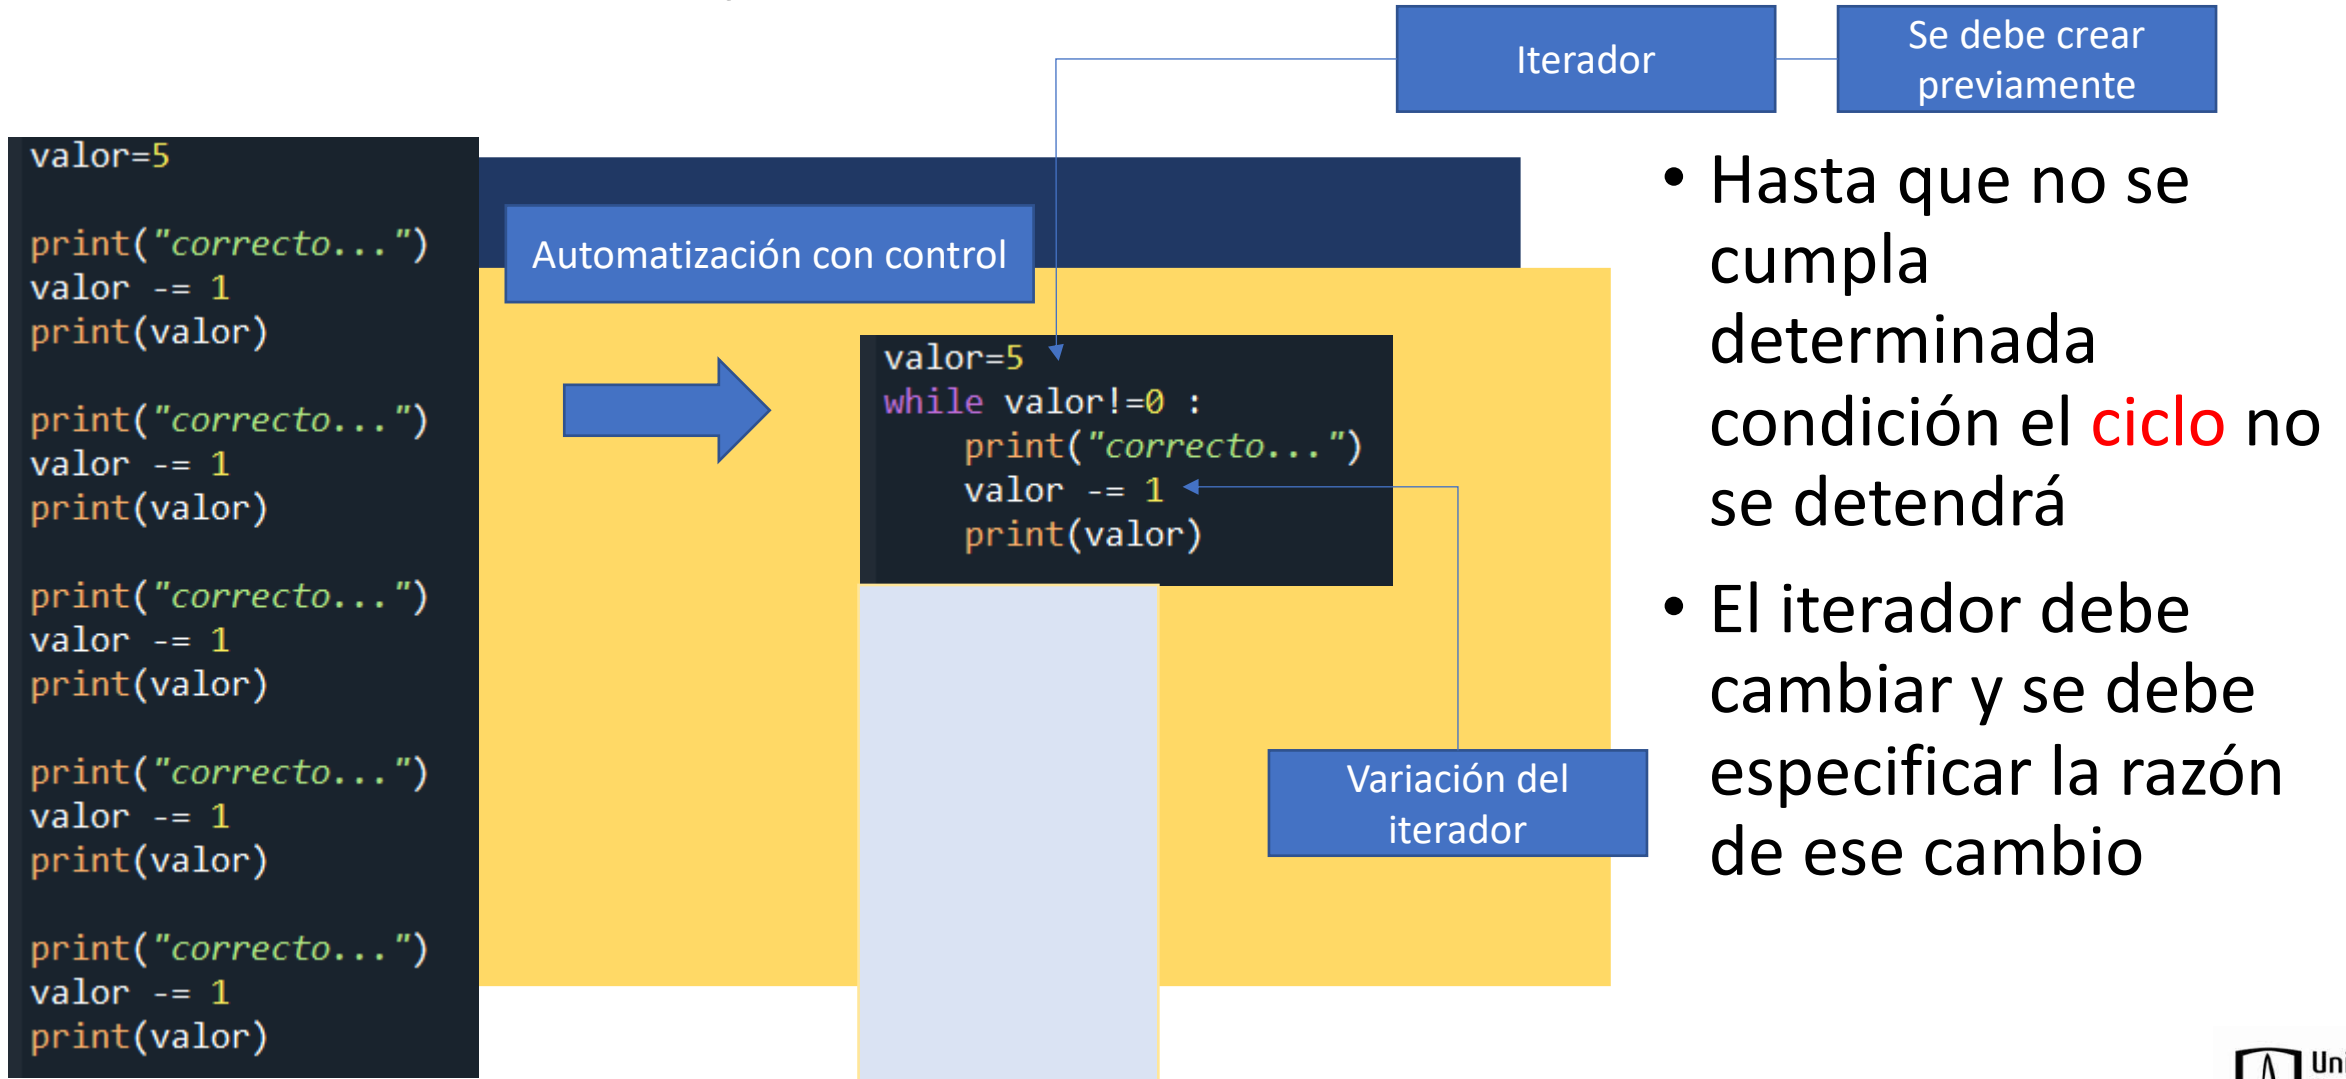 Iterador
Se debe crear
previamente
valor=5
print("correcto...")
valor -= 1
print(valor)
print("correcto...")
valor -= 1
print(valor)
print("correcto...")
valor -= 1
print(valor)
print("correcto...")
valor -= 1
print(valor)
print("correcto...")
valor -= 1
print(valor)
Automatización con control
valor=5
while valor!=0 :
print("correcto...")
valor -= 1
print(valor)
Variación del
iterador
• Hasta que no se
cumpla
determinada
condición el ciclo no
se detendrá
• El iterador debe
cambiar y se debe
especificar la razón
de ese cambio